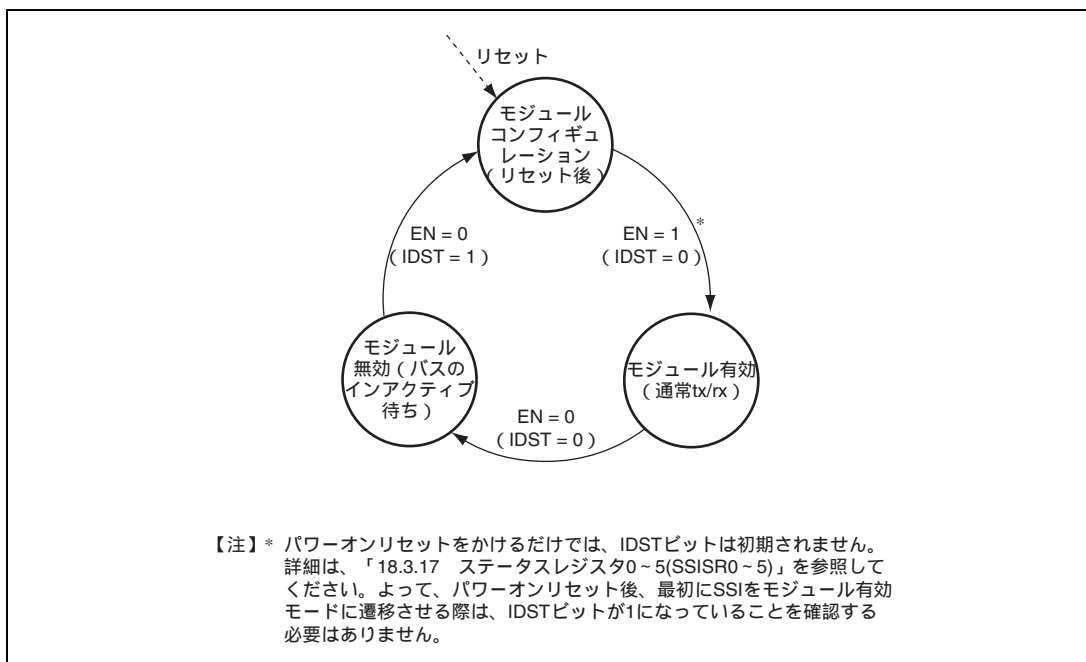 リセット
モジュール
コンフィギュ
レーション
(リセット後)
EN = 0
(IDST = 1)
EN = 1
(IDST = 0)
*
モジュール
無効(バスの
インアクティブ
待ち)
モジュール有効
(通常tx/rx)
EN = 0
(IDST = 0)
【注】* パワーオンリセットをかけるだけでは、IDSTビットは初期されません。
詳細は、「18.3.17 ステータスレジスタ0~5(SSISR0~5)」を参照して
ください。よって、パワーオンリセット後、最初にSSIをモジュール有効
モードに遷移させる際は、IDSTビットが1になっていることを確認する
必要はありません。